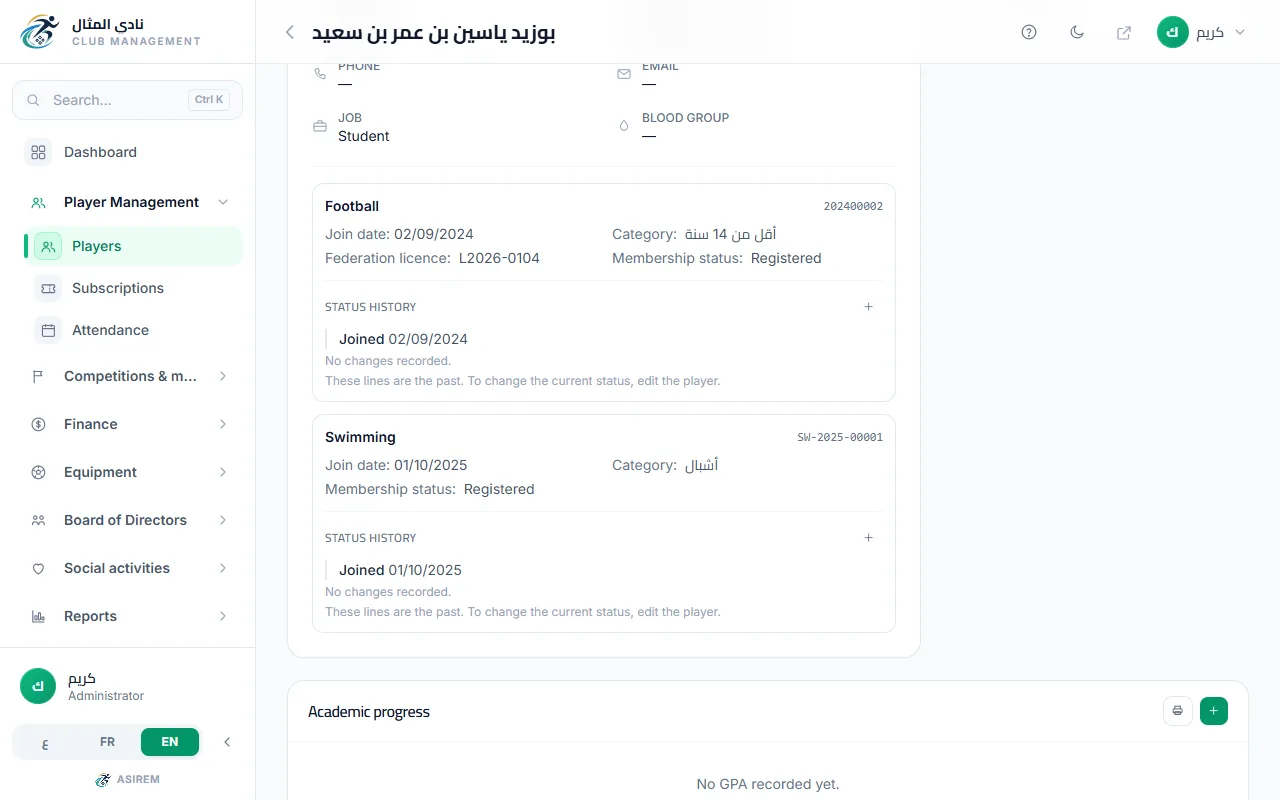 نادي المثال
CLUB MANAGEMENT
Search...
Ctrl K
Dashboard
Player Management
Players
Subscriptions
Attendance
Competitions & m...
Finance
Equipment
Board of Directors
Social activities
Reports
كريم
Administrator
ع
FR
EN
ASIREM
بوزيد ياسين بن عمر بن سعيد
ك
كريم
PHONE
—
EMAIL
—
JOB
Student
BLOOD GROUP
—
Football
202400002
Join date: 02/09/2024
Category: أقل من 14 سنة
Federation licence: L2026-0104
Membership status: Registered
STATUS HISTORY
+
Joined 02/09/2024
No changes recorded.
These lines are the past. To change the current status, edit the player.
Swimming
SW-2025-00001
Join date: 01/10/2025
Category: أشبال
Membership status: Registered
STATUS HISTORY
+
Joined 01/10/2025
No changes recorded.
These lines are the past. To change the current status, edit the player.
Academic progress
+
No GPA recorded yet.